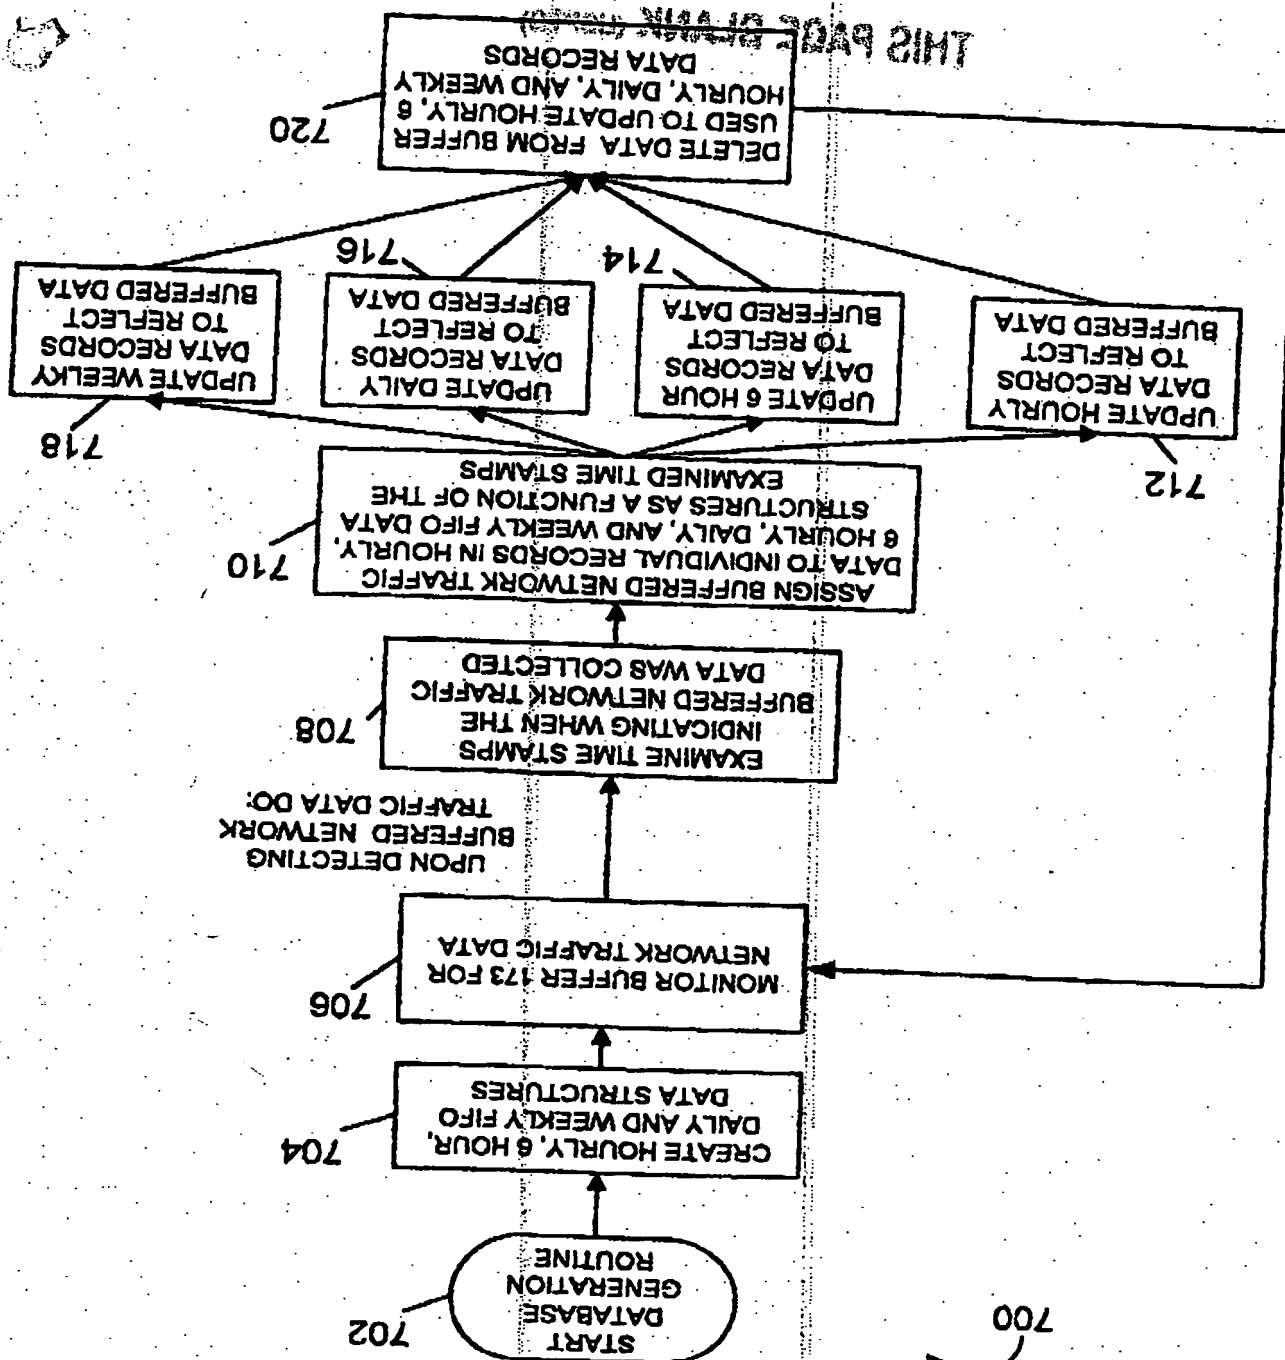 700
START
DATABASE
GENERATION
ROUTINE
702
CREATE HOURLY, 6 HOUR,
DAILY AND WEEKLY FIFO
DATA STRUCTURES
704
MONITOR BUFFER 173 FOR
NETWORK TRAFFIC DATA
706
UPON DETECTING
BUFFERED NETWORK
TRAFFIC DATA DO:
EXAMINE TIME STAMPS
INDICATING WHEN THE
BUFFERED NETWORK TRAFFIC
DATA WAS COLLECTED
708
ASSIGN BUFFERED NETWORK TRAFFIC
DATA TO INDIVIDUAL RECORDS IN HOURLY,
6 HOURLY, DAILY, AND WEEKLY FIFO DATA
STRUCTURES AS A FUNCTION OF THE
EXAMINED TIME STAMPS
710
712
UPDATE HOURLY
DATA RECORDS
TO REFLECT
BUFFERED DATA
UPDATE 6 HOUR
DATA RECORDS
TO REFLECT
BUFFERED DATA
714
UPDATE DAILY
DATA RECORDS
TO REFLECT
BUFFERED DATA
716
718
UPDATE WEELKY
DATA RECORDS
TO REFLECT
BUFFERED DATA
DELETE DATA FROM BUFFER
USED TO UPDATE HOURLY, 6
HOURLY, DAILY, AND WEEKLY
DATA RECORDS
720
THIS PAGE BLANK